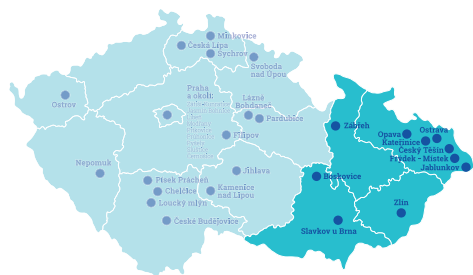 Mimkovice
Česká Lípa
Sychrov
Svoboda
nad Úpou
Ostrov
Praha
a okolí:
Lázně
Bohdaneč
Pardubice
Filipov
Zábřeh
Opava
Ostrava
Kateřinice
Český Těšín
Frýdek - Místek
Jablunkov
Nepomuk
Písek Prácheň
Chelčice
Loucký mlýn
České Budějovice
Jihlava
Kamenice
nad Lipou
Boskovice
Zlín
Slavkov u Brna